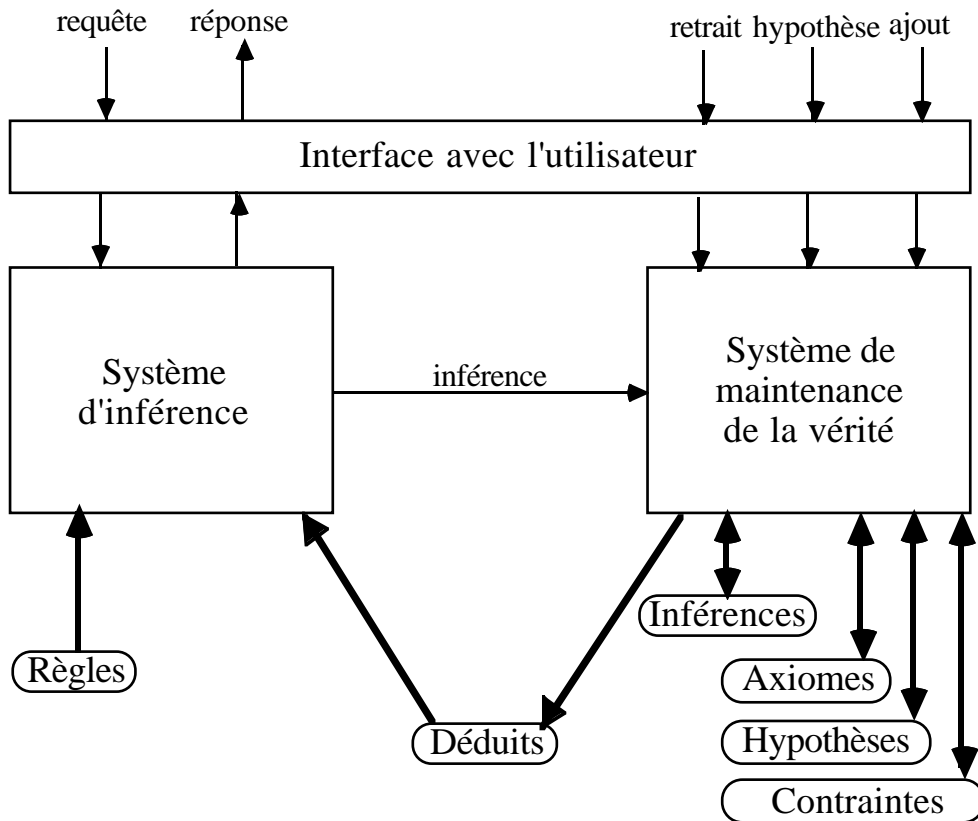 requête réponse retrait hypothèse ajout
Interface avec l'utilisateur
Système
d'inférence
inférence
Système de
maintenance
de la vérité
Inférences
Règles
Axiomes
Déduits
Hypothèses
Contraintes